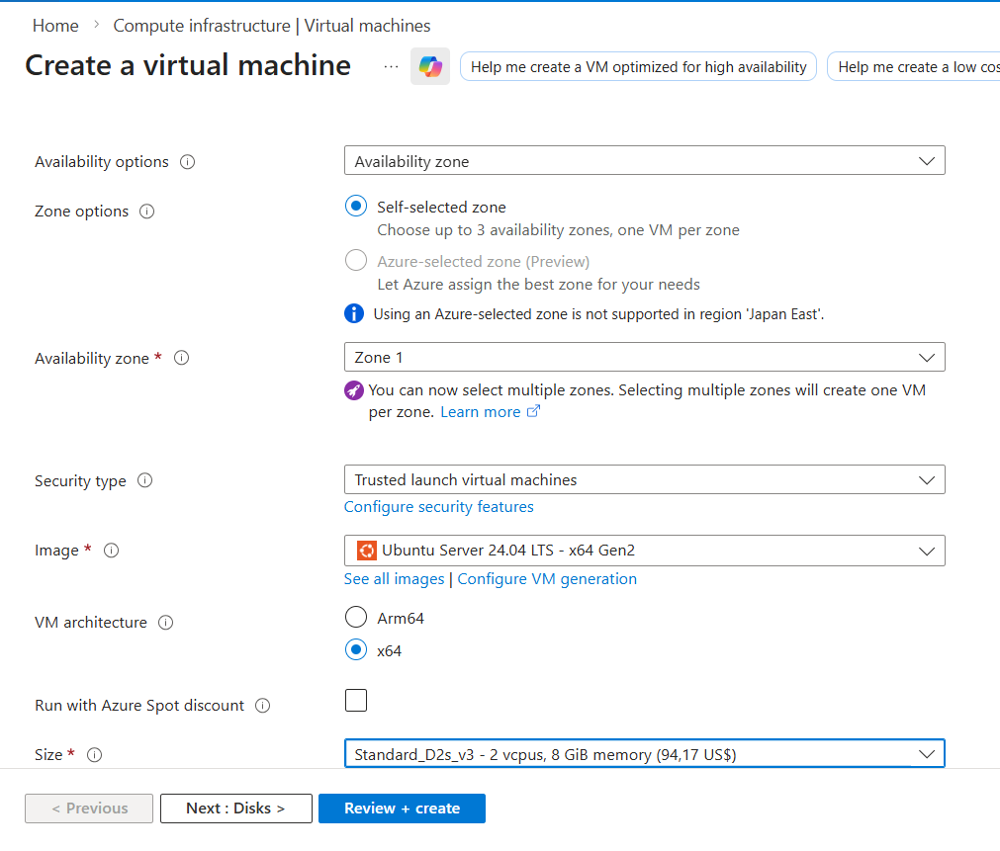 Home > Compute infrastructure | Virtual machines
Create a virtual machine ... Help me create a VM optimized for high availability Help me create a low cos
Availability options Availability zone
Zone options Self-selected zone
Choose up to 3 availability zones, one VM per zone
Azure-selected zone (Preview)
Let Azure assign the best zone for your needs
Using an Azure-selected zone is not supported in region 'Japan East'.
Availability zone * Zone 1
You can now select multiple zones. Selecting multiple zones will create one VM
per zone. Learn more
Security type Trusted launch virtual machines
Configure security features
Image * Ubuntu Server 24.04 LTS - x64 Gen2
See all images | Configure VM generation
VM architecture Arm64
x64
Run with Azure Spot discount
Size * Standard_D2s_v3 - 2 vcpus, 8 GiB memory (94,17 US$)
< Previous Next : Disks > Review + create